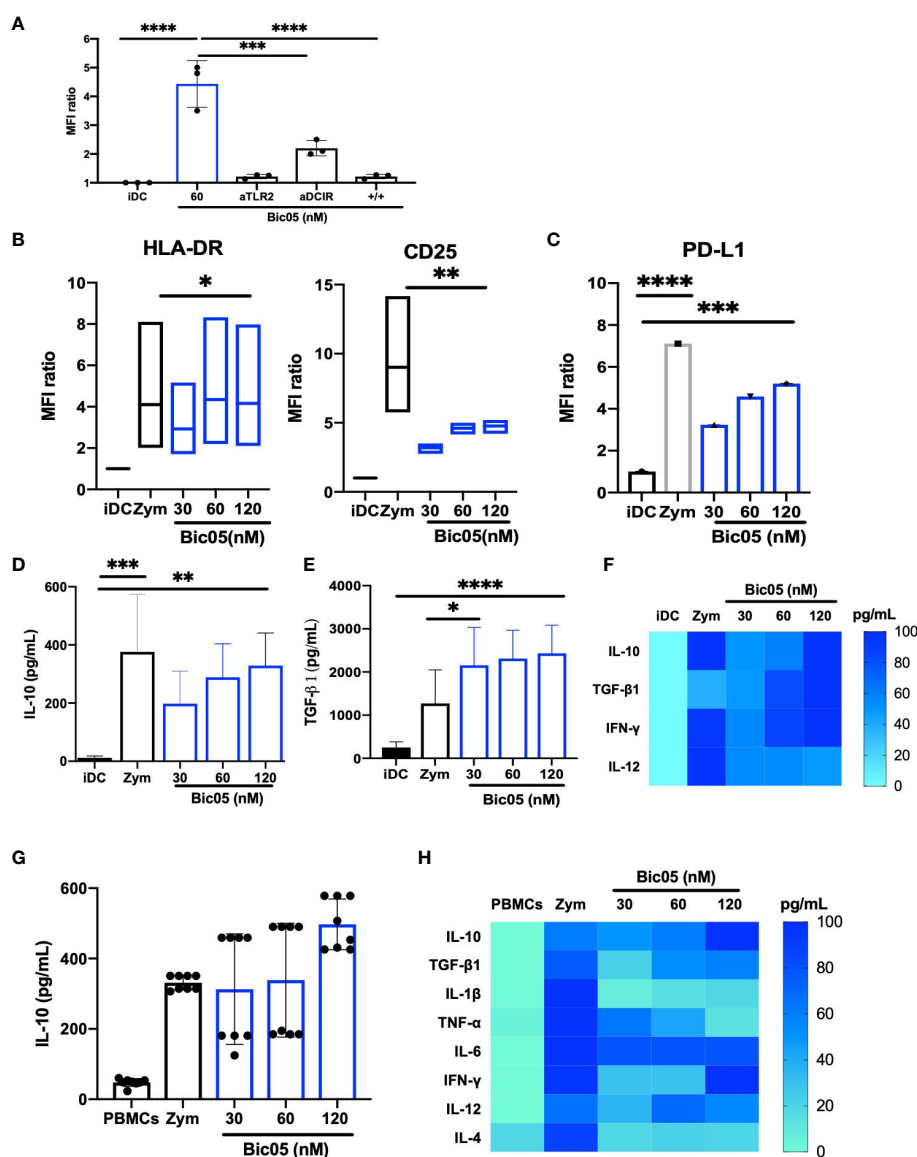 A
**** ****
***
6
5
4
3
2
1
MFI ratio
iDC 60 aTLR2 aDCIR +/+
Bic05 (nM)
B
HLA-DR
*
10
8
6
4
2
0
MFI ratio
iDC Zym 30 60 120
Bic05(nM)
CD25
**
15
10
5
0
MFI ratio
iDC Zym 30 60 120
Bic05(nM)
C
PD-L1
****
***
10
8
6
4
2
0
MFI ratio
iDC Zym 30 60 120
Bic05 (nM)
D
***
**
600
400
200
0
IL-10 (pg/mL)
iDC Zym 30 60 120
Bic05 (nM)
E
****
*
4000
3000
2000
1000
0
TGF-β 1 (pg/mL)
iDC Zym 30 60 120
Bic05 (nM)
F
Bic05 (nM)
iDC Zym 30 60 120 pg/mL
IL-10
TGF-β1
IFN-γ
IL-12
100
80
60
40
20
0
G
600
400
200
0
IL-10 (pg/mL)
PBMCs Zym 30 60 120
Bic05 (nM)
H
Bic05 (nM)
PBMCs Zym 30 60 120 pg/mL
IL-10
TGF-β1
IL-1β
TNF-α
IL-6
IFN-γ
IL-12
IL-4
100
80
60
40
20
0